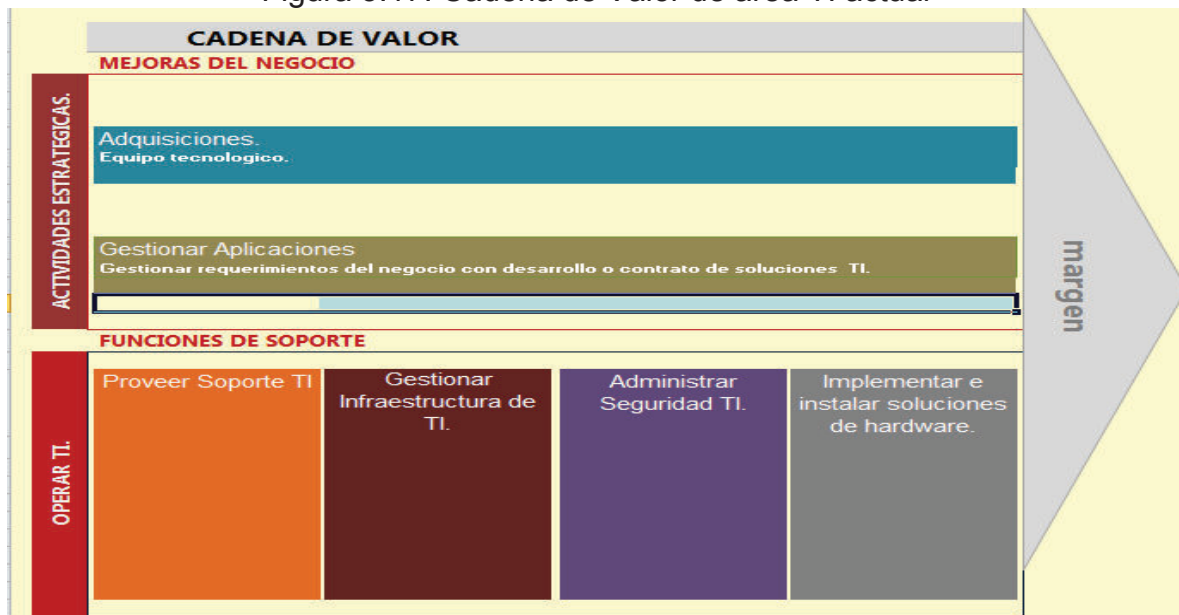 CADENA DE VALOR
MEJORAS DEL NEGOCIO
ACTIVIDADES ESTRATEGICAS.
Adquisiciones.
Equipo tecnologico.
Gestionar Aplicaciones
Gestionar requerimientos del negocio con desarrollo o contrato de soluciones TI.
margen
FUNCIONES DE SOPORTE
OPERAR TI.
Proveer Soporte TI
Gestionar
Infraestructura de
TI.
Administrar
Seguridad TI.
Implementar e
instalar soluciones
de hardware.